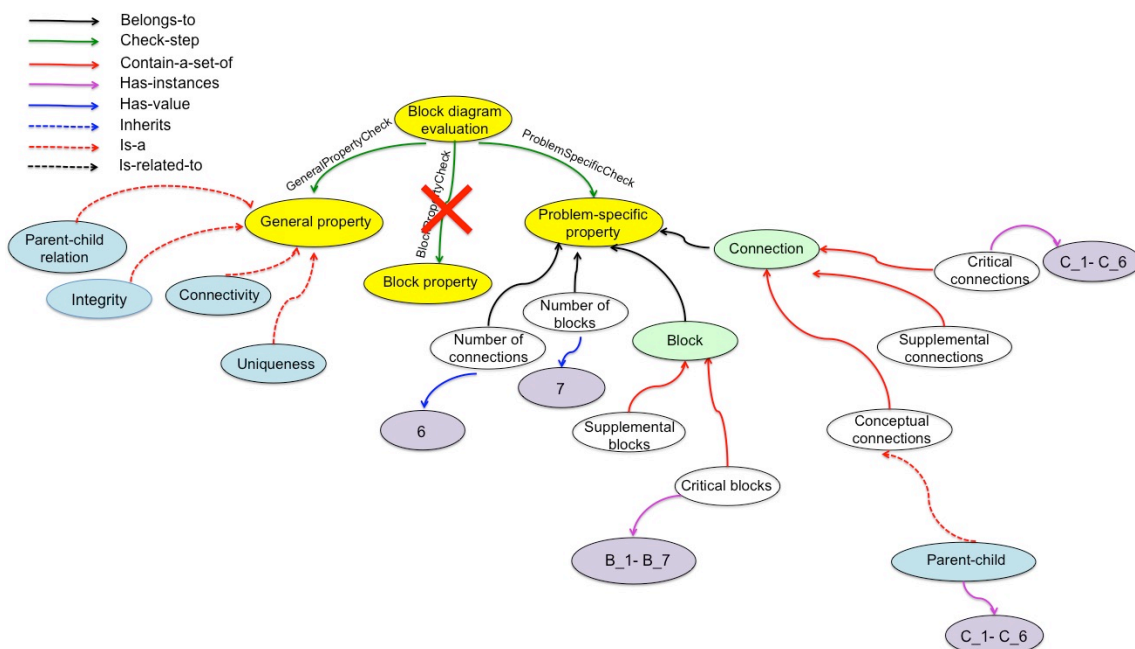 Belongs-to
Check-step
Contain-a-set-of
Has-instances
Has-value
Inherits
Is-a
Is-related-to
Block diagram
evaluation
GeneralPropertyCheck
BlockPropertyCheck
ProblemSpecificCheck
General property
Problem-specific
property
Parent-child
relation
Integrity
Connectivity
Uniqueness
Block property
Connection
Critical
connections
C_1- C_6
Number of
connections
Number of
blocks
Block
Supplemental
connections
6
7
Supplemental
blocks
Conceptual
connections
Critical blocks
B_1- B_7
Parent-child
C_1- C_6